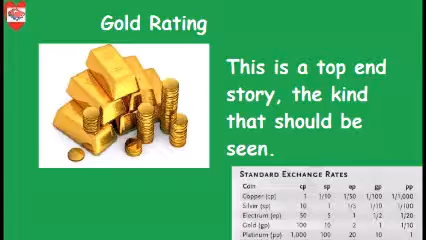 Gold Rating
This is a top end
story, the kind
that should be
seen.
STANDARD EXCHANGE RATES
Coin cp sp ep gp pp
Copper (cp) 1 1/10 1/50 1/100 1/1,000
Silver (sp) 10 1 1/5 1/10 1/100
Electrum (ep) 50 5 1 1/2 1/20
Gold (gp) 100 10 2 1 1/10
Platinum (pp) 1,000 100 20 10 1